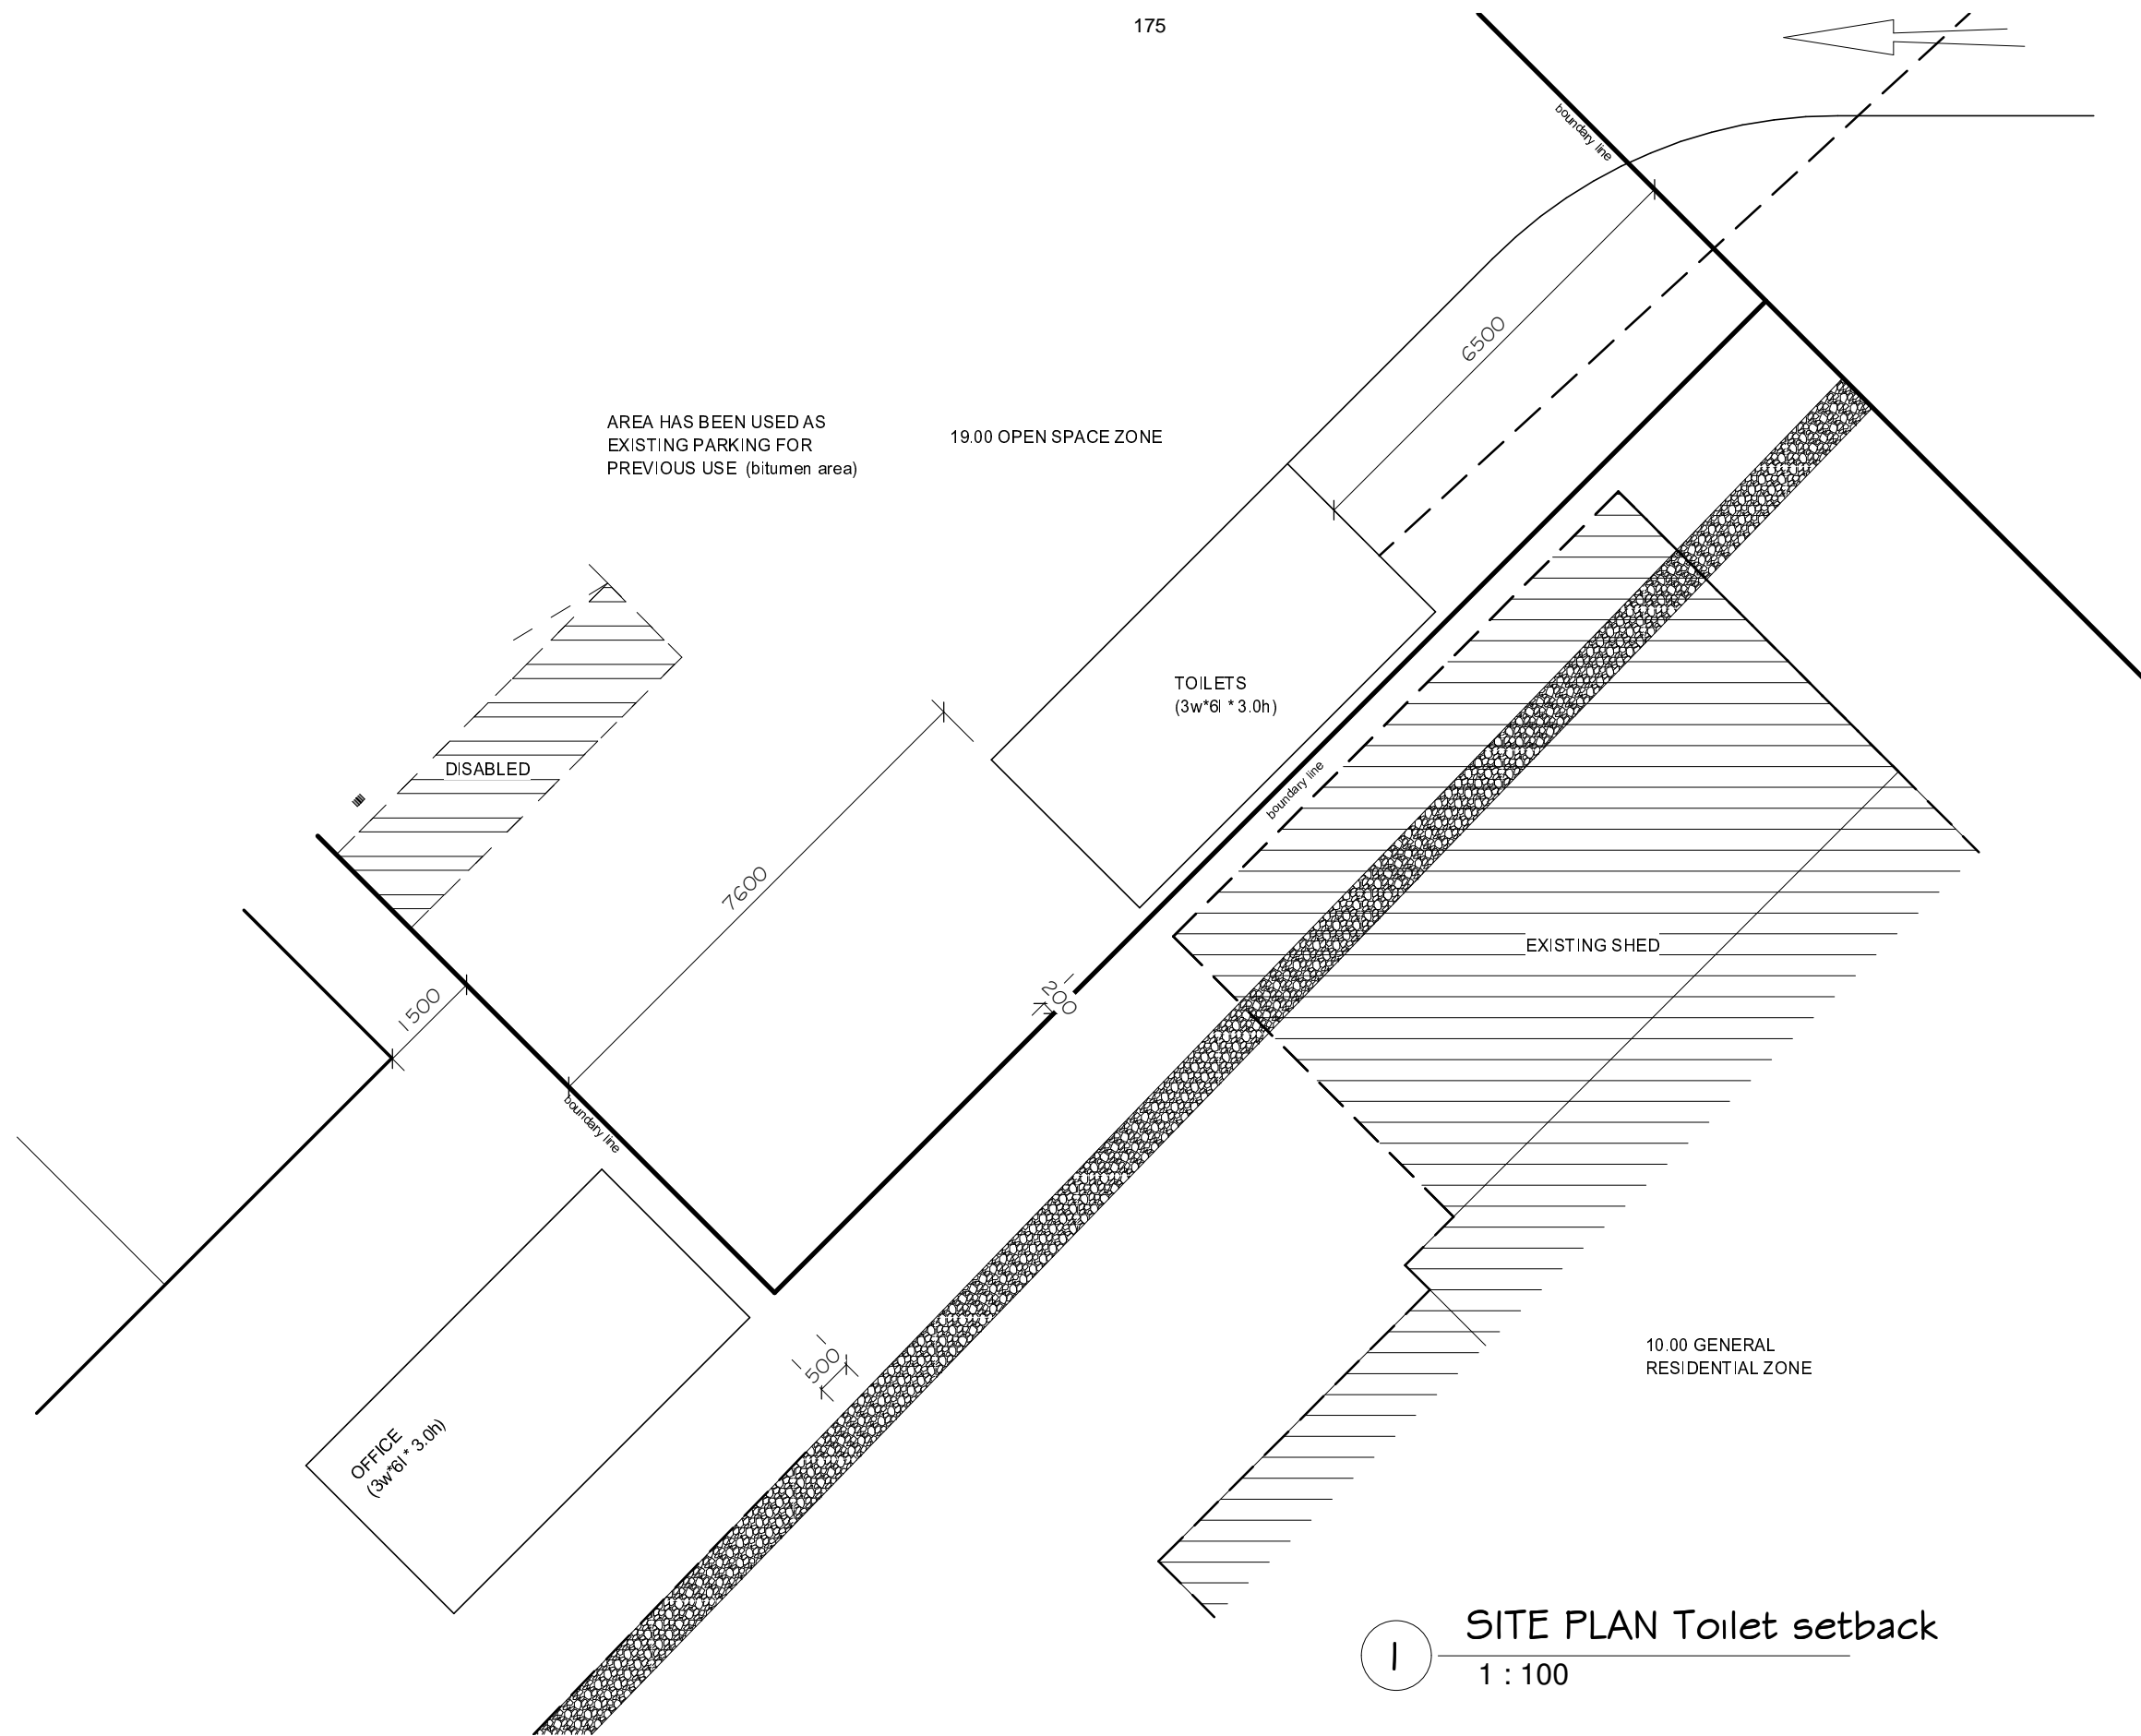 175
boundary line
6500
AREA HAS BEEN USED AS
EXISTING PARKING FOR
PREVIOUS USE (bitumen area)
19.00 OPEN SPACE ZONE
TOILETS
(3w*6l * 3.0h)
DISABLED
boundary line
7600
EXISTING SHED
200
1500
boundary line
500
10.00 GENERAL
RESIDENTIAL ZONE
OFFICE
(3w*6l * 3.0h)
1
SITE PLAN Toilet setback
1 : 100